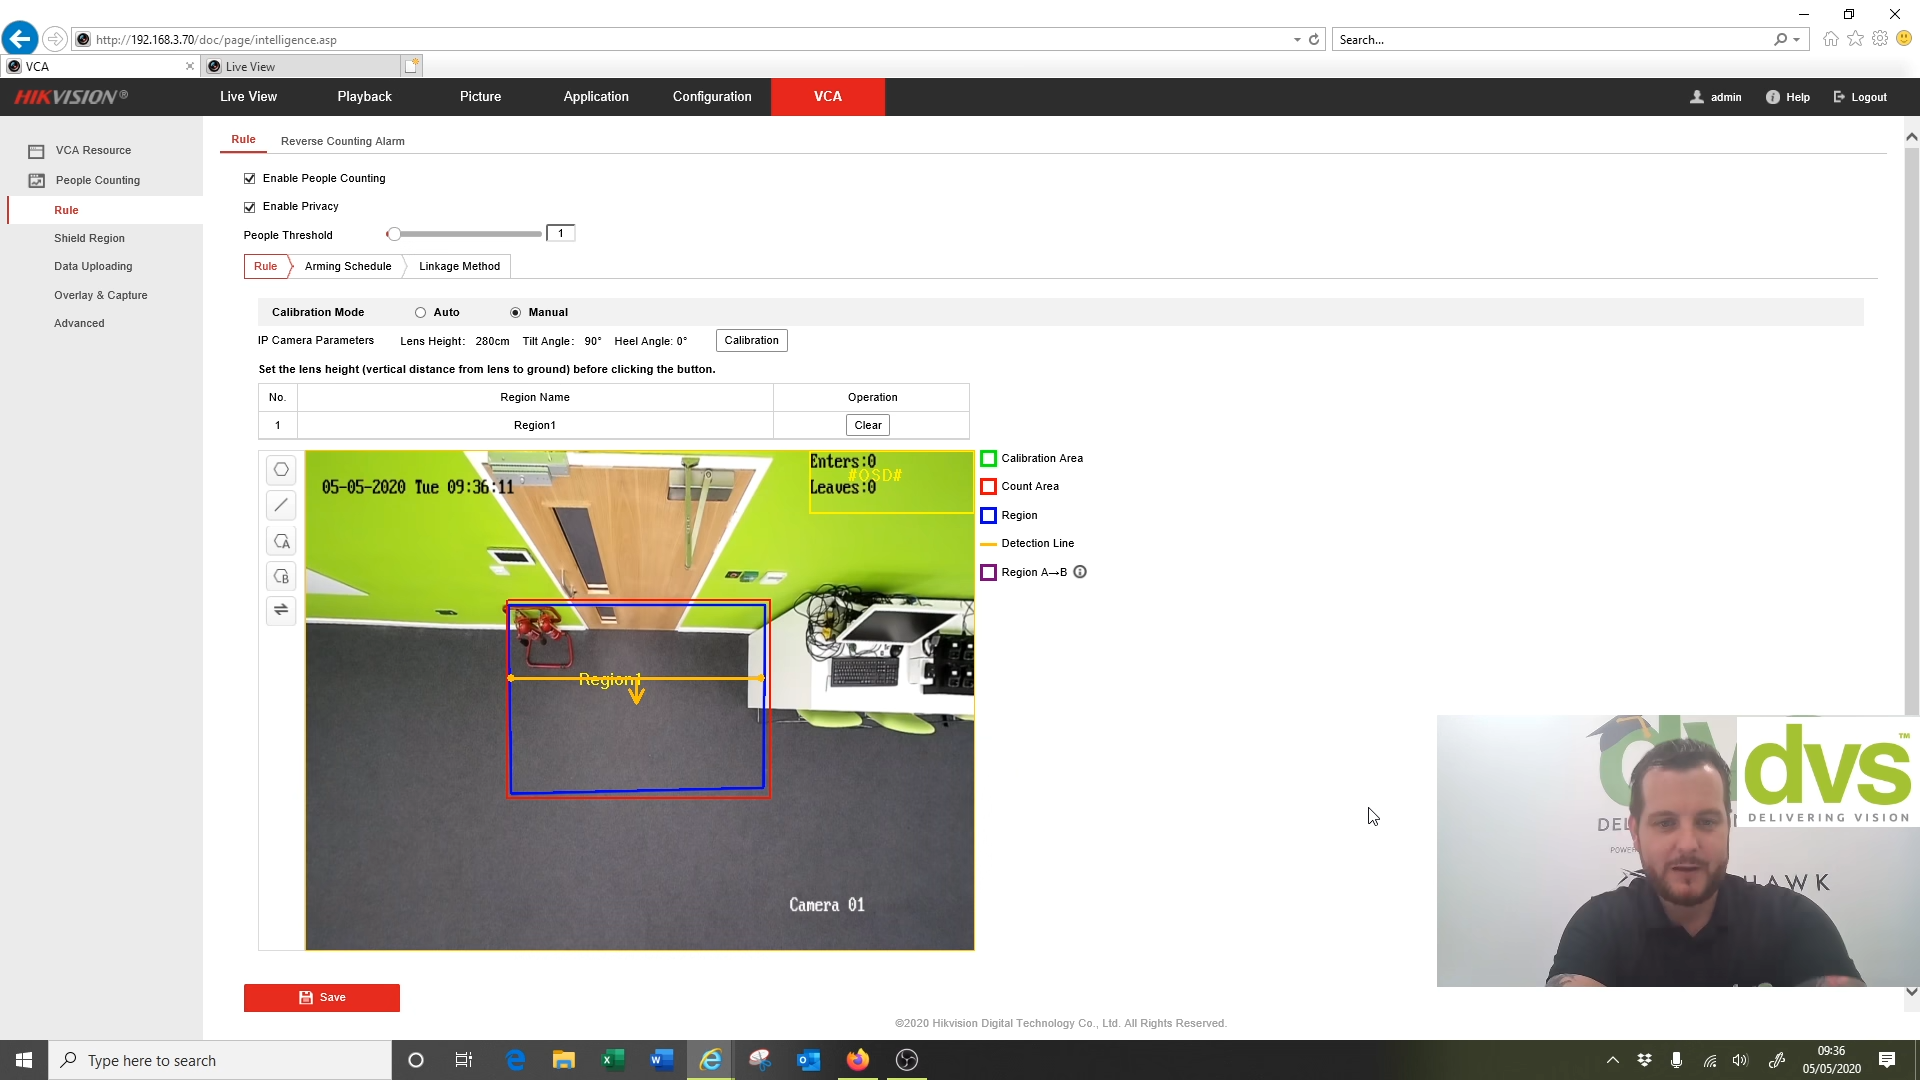 http://192.168.3.70/doc/page/intelligence.asp
Search...
VCA
Live View
HIKVISION®
Live View
Playback
Picture
Application
Configuration
VCA
admin
Help
Logout
VCA Resource
People Counting
Rule
Shield Region
Data Uploading
Overlay & Capture
Advanced
Rule
Reverse Counting Alarm
Enable People Counting
Enable Privacy
People Threshold
1
Rule
Arming Schedule
Linkage Method
Calibration Mode
Auto
Manual
IP Camera Parameters
Lens Height: 280cm Tilt Angle: 90° Heel Angle: 0°
Calibration
Set the lens height (vertical distance from lens to ground) before clicking the button.
No.
Region Name
Operation
1
Region1
Clear
A
B
05-05-2020 Tue 09:36:11
Enters:0
#OSD#
Leaves:0
Region1
Camera 01
Calibration Area
Count Area
Region
Detection Line
Region A→B
Save
dvs™
DELIVERING VISION
©2020 Hikvision Digital Technology Co., Ltd. All Rights Reserved.
Type here to search
09:36
05/05/2020